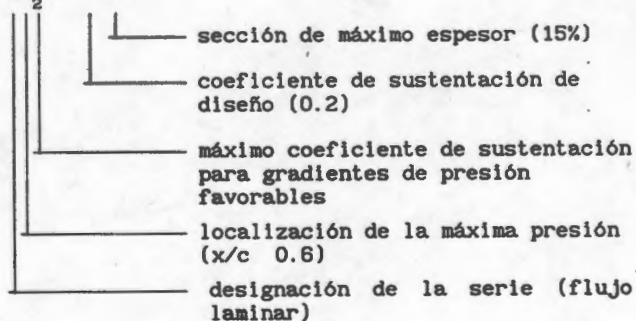 2
sección de máximo espesor (15%)
coeficiente de sustentación de
diseño (0.2)
máximo coeficiente de sustentación
para gradientes de presión
favorables
localización de la máxima presión
(x/c 0.6)
designación de la serie (flujo
laminar)